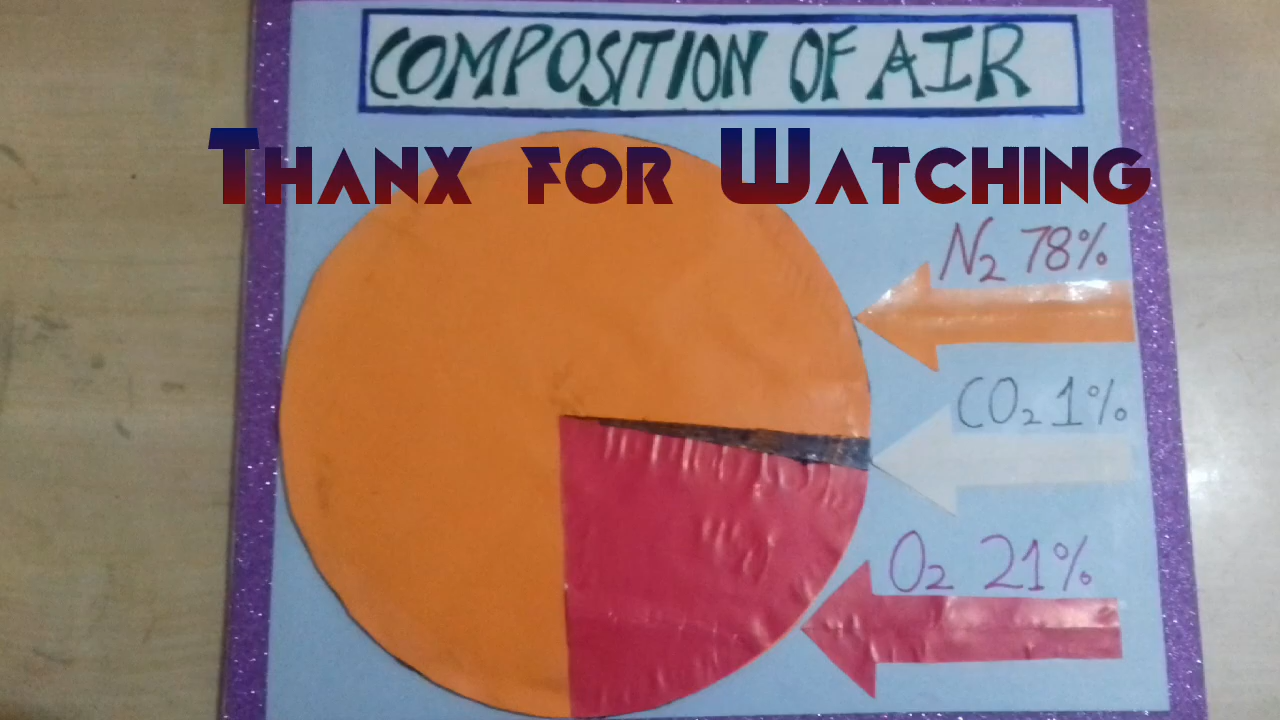 COMPOSITION OF AIR
Thanx for Watching
N₂ 78%
CO₂ 1%
O₂ 21%